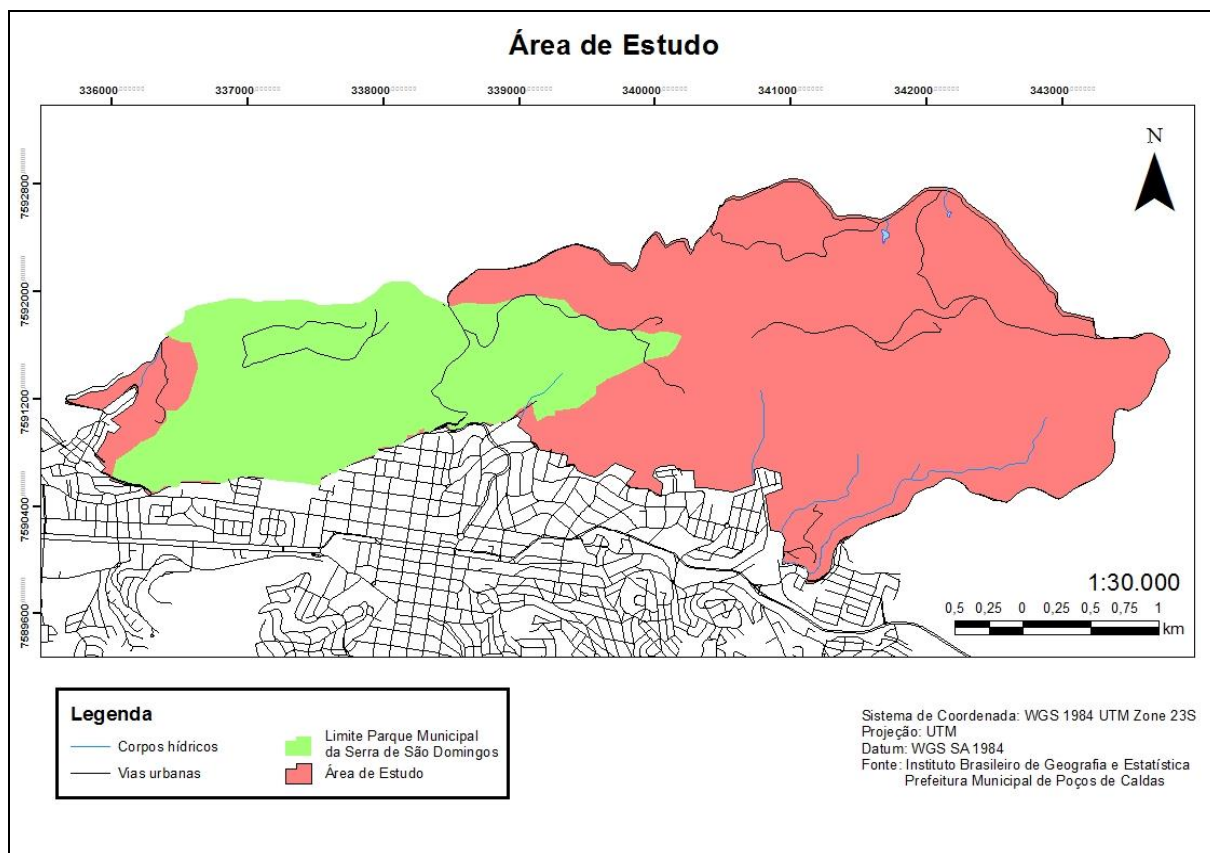 Área de Estudo
336000 337000 338000 339000 340000 341000 342000 343000
N
7592800
7592000
7591200
7590400
7589600
1:30.000
0,5 0,25 0 0,25 0,5 0,75 1
km
Legenda
Corpos hídricos
Vias urbanas
Limite Parque Municipal
da Serra de São Domingos
Área de Estudo
Sistema de Coordenada: WGS 1984 UTM Zone 23S
Projeção: UTM
Datum: WGS SA 1984
Fonte: Instituto Brasileiro de Geografia e Estatística
Prefeitura Municipal de Poços de Caldas